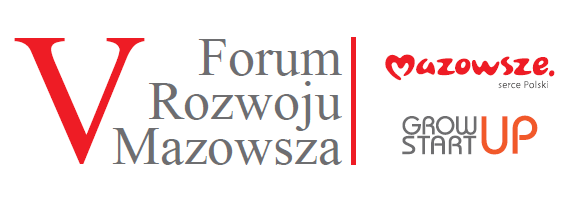 V Forum
Rozwoju
Mazowsza
mazowsze.
serce Polski
GROW UP
START